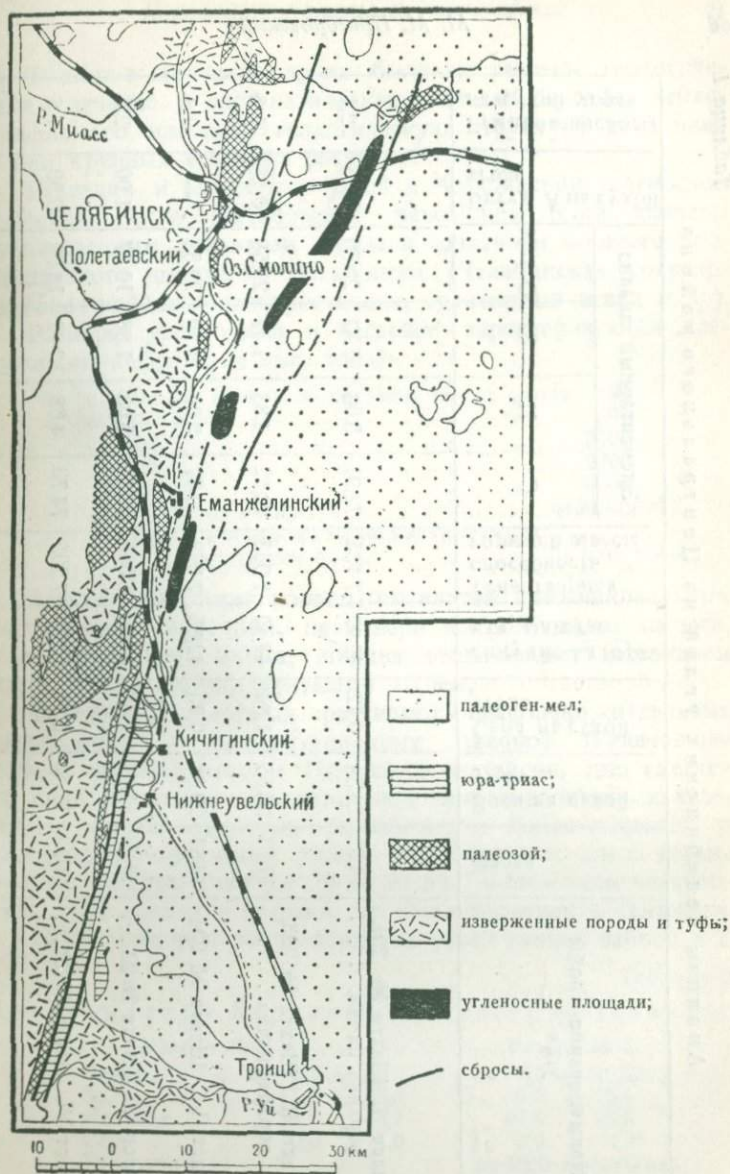 Р. Миасс
ЧЕЛЯБИНСК
Полетаевский
Оз. Смолино
Еманжелинский
Кичигинский
Нижнеувельский
Троицк
Р. Уй
палеоген-мел;
юра-триас;
палеозой;
изверженные породы и туфы;
угленосные площади;
сбросы.
10 0 10 20 30 км